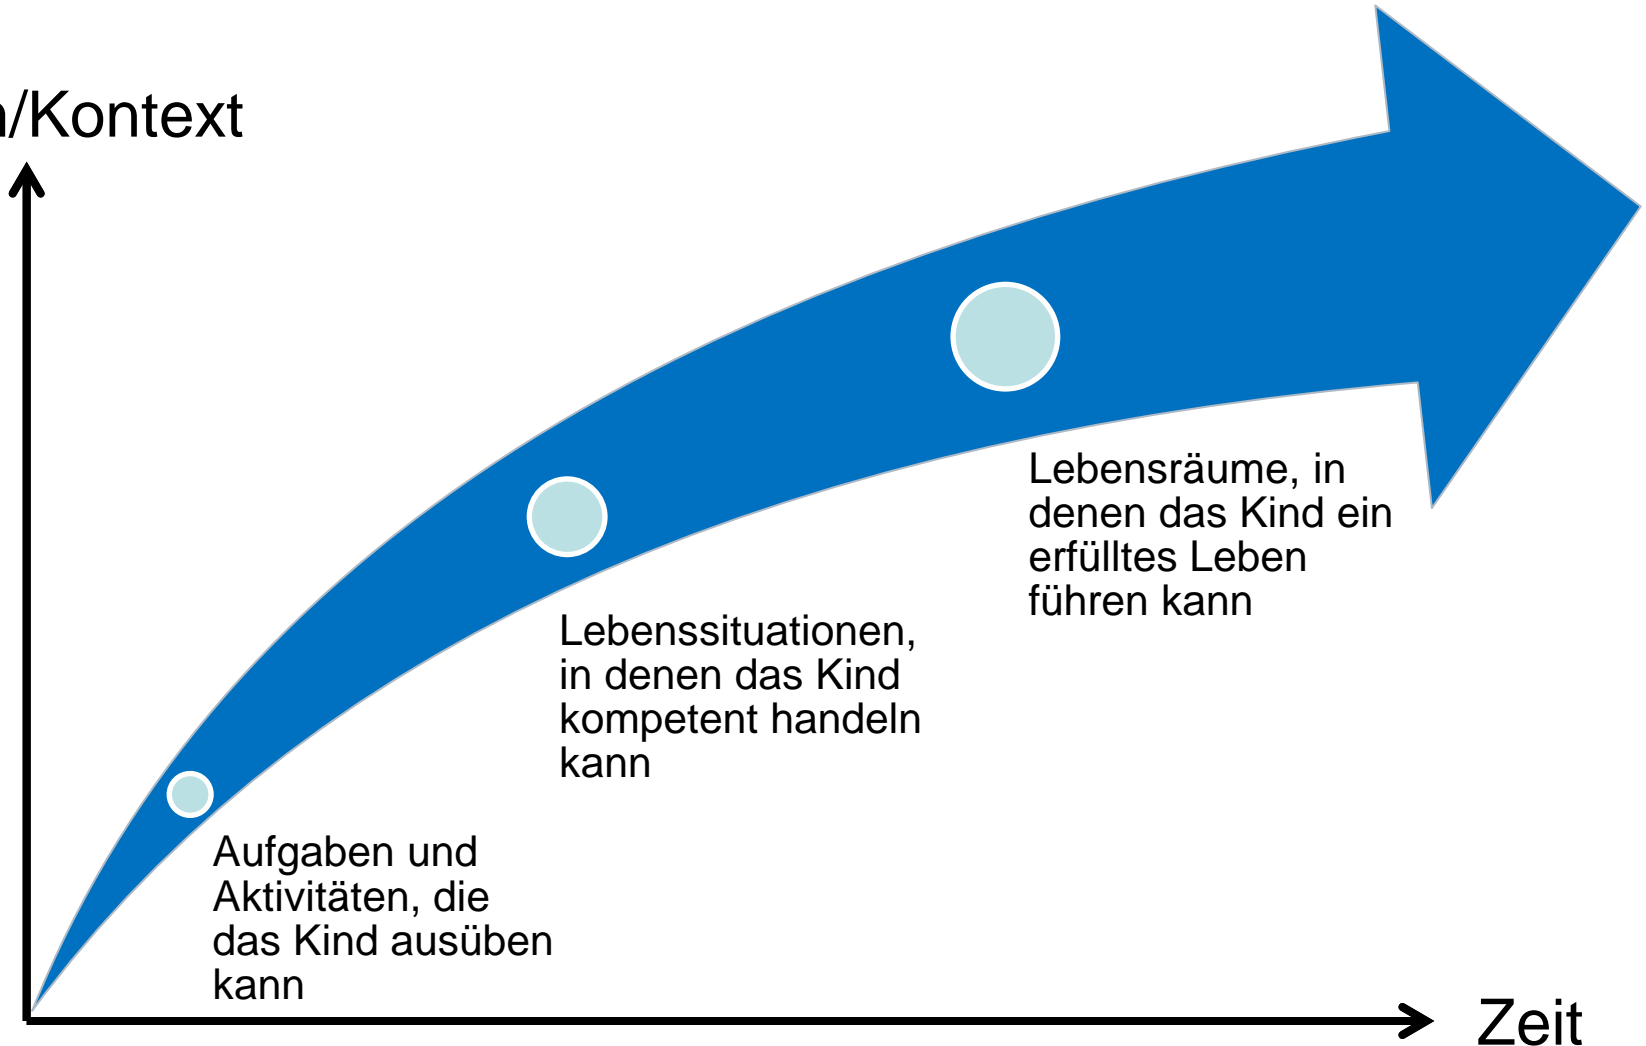 /Kontext
Lebensräume, in
denen das Kind ein
erfülltes Leben
führen kann
Lebenssituationen,
in denen das Kind
kompetent handeln
kann
Aufgaben und
Aktivitäten, die
das Kind ausüben
kann
Zeit